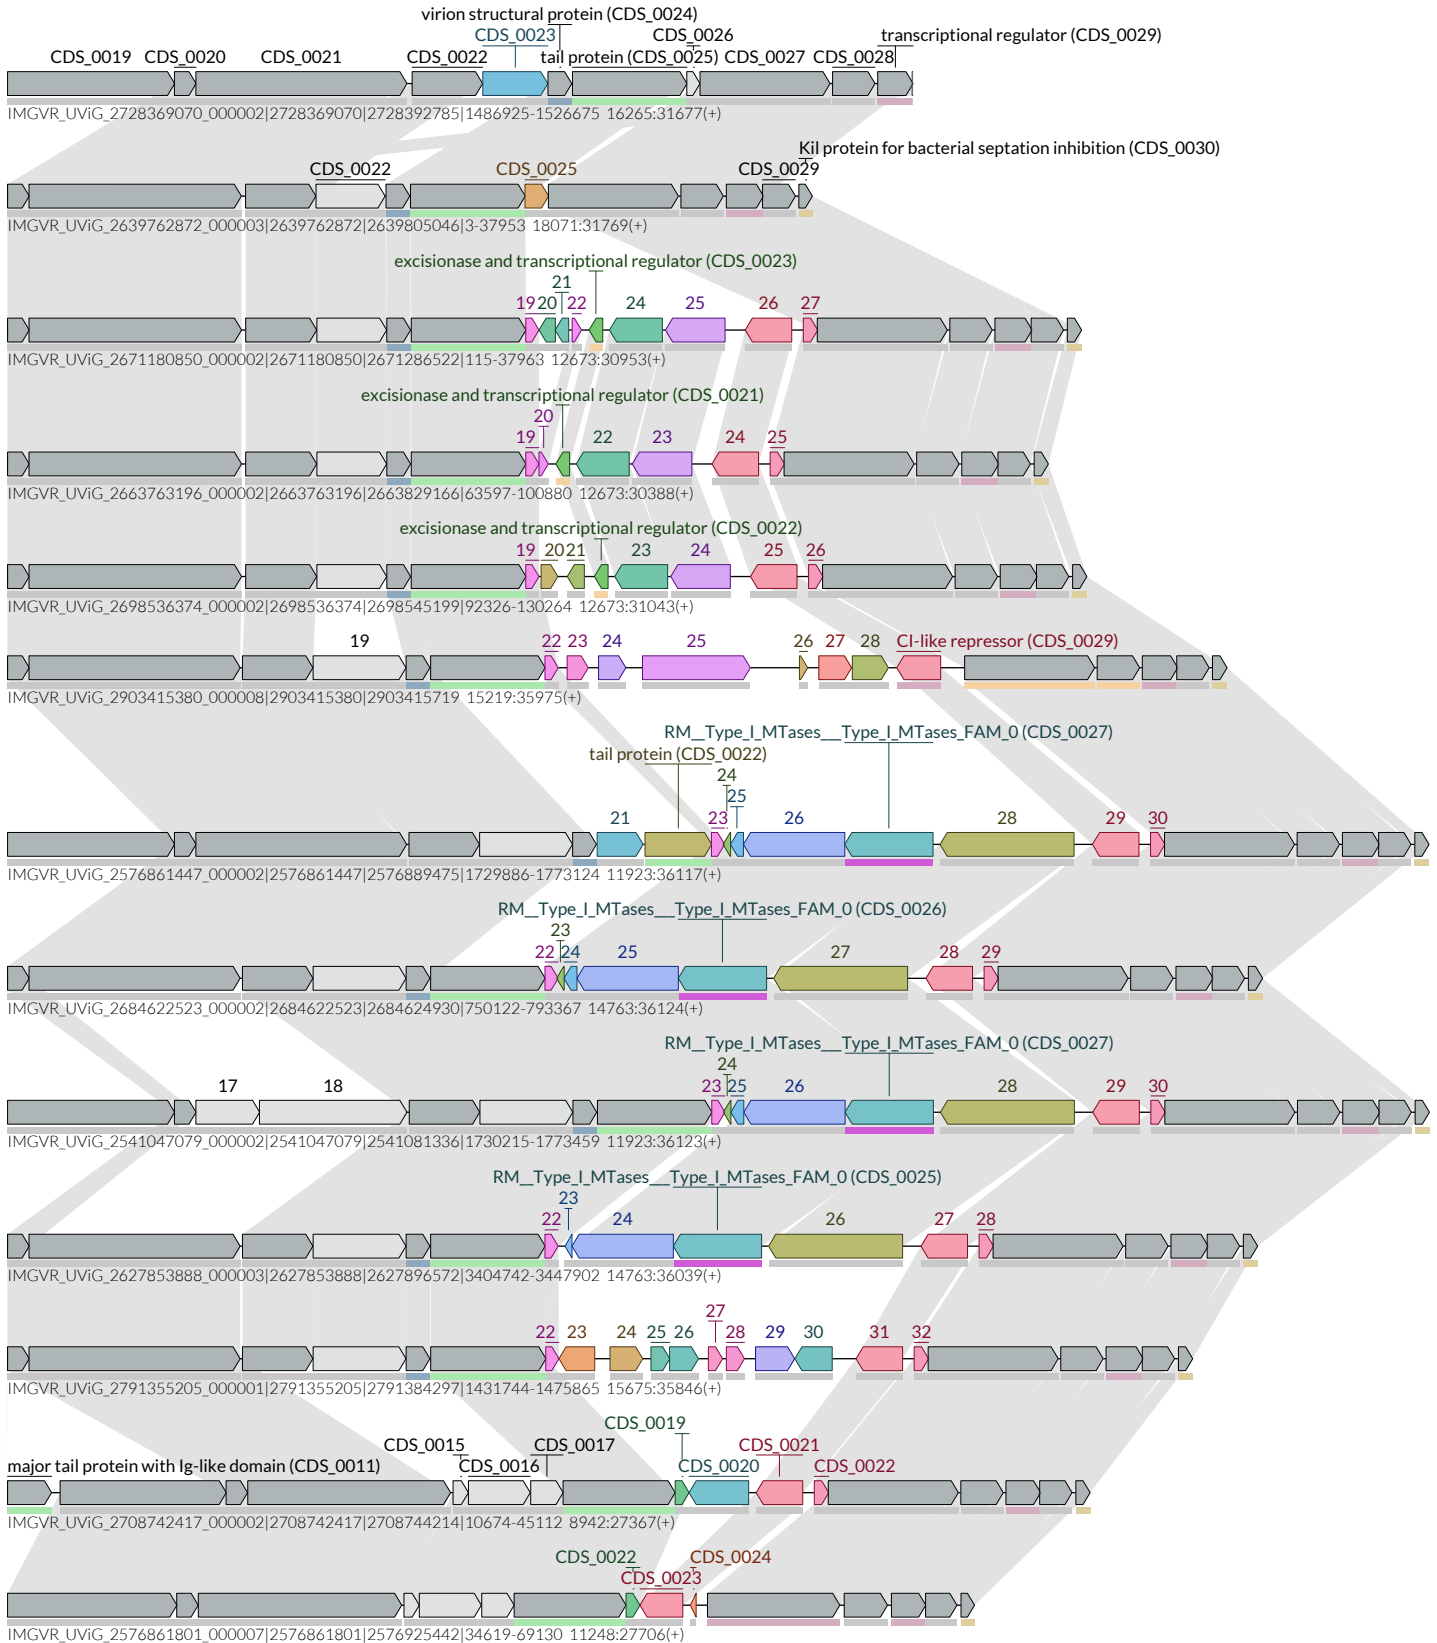 virion structural protein (CDS_0024)
CDS_0023 CDS_0026 transcriptional regulator (CDS_0029)
CDS_0019 CDS_0020 CDS_0021 CDS_0022 tail protein (CDS_0025) CDS_0027 CDS_0028
IMGVR_UViG_2728369070_000002|2728369070|2728392785|1486925-1526675 16265:31677(+)
Kil protein for bacterial septation inhibition (CDS_0030)
CDS_0022 CDS_0025 CDS_0029
IMGVR_UViG_2639762872_000003|2639762872|2639805046|3-37953 18071:31769(+)
excisionase and transcriptional regulator (CDS_0023)
21
19 20 22 24 25 26 27
IMGVR_UViG_2671180850_000002|2671180850|2671286522|115-37963 12673:30953(+)
excisionase and transcriptional regulator (CDS_0021)
20
19 22 23 24 25
IMGVR_UViG_2663763196_000002|2663763196|2663829166|63597-100880 12673:30388(+)
excisionase and transcriptional regulator (CDS_0022)
19 20 21 23 24 25 26
IMGVR_UViG_2698536374_000002|2698536374|2698545199|92326-130264 12673:31043(+)
19 22 23 24 25 26 27 28 CI-like repressor (CDS_0029)
IMGVR_UViG_2903415380_000008|2903415380|2903415719 15219:35975(+)
RM__Type_I_MTases___Type_I_MTases_FAM_0 (CDS_0027)
tail protein (CDS_0022)
24
25
21 23 26 28 29 30
IMGVR_UViG_2576861447_000002|2576861447|2576889475|1729886-1773124 11923:36117(+)
RM__Type_I_MTases___Type_I_MTases_FAM_0 (CDS_0026)
23
22 24 25 27 28 29
IMGVR_UViG_2684622523_000002|2684622523|2684624930|750122-793367 14763:36124(+)
RM__Type_I_MTases___Type_I_MTases_FAM_0 (CDS_0027)
24
17 18 23 25 26 28 29 30
IMGVR_UViG_2541047079_000002|2541047079|2541081336|1730215-1773459 11923:36123(+)
RM__Type_I_MTases___Type_I_MTases_FAM_0 (CDS_0025)
23
22 24 26 27 28
IMGVR_UViG_2627853888_000003|2627853888|2627896572|3404742-3447902 14763:36039(+)
27
22 23 24 25 26 28 29 30 31 32
IMGVR_UViG_2791355205_000001|2791355205|2791384297|1431744-1475865 15675:35846(+)
CDS_0019
CDS_0015 CDS_0017 CDS_0021
major tail protein with Ig-like domain (CDS_0011) CDS_0016 CDS_0020 CDS_0022
IMGVR_UViG_2708742417_000002|2708742417|2708744214|10674-45112 8942:27367(+)
CDS_0022 CDS_0024
CDS_0023
IMGVR_UViG_2576861801_000007|2576861801|2576925442|34619-69130 11248:27706(+)